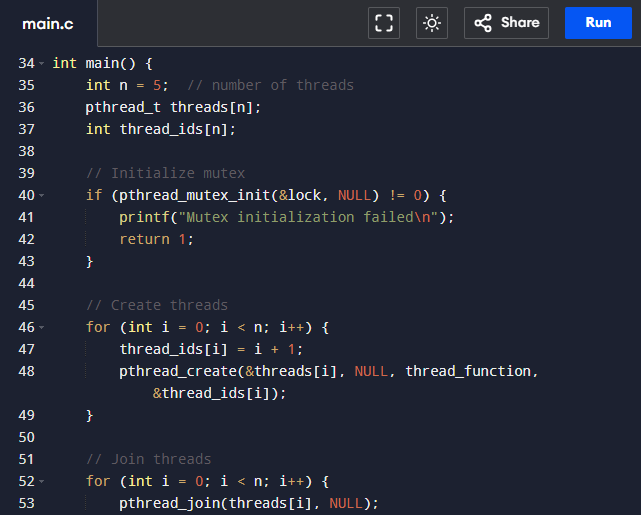 main.c
Share
Run
34 int main() {
35 int n = 5;  // number of threads
36 pthread_t threads[n];
37 int thread_ids[n];
38
39 // Initialize mutex
40 if (pthread_mutex_init(&lock, NULL) != 0) {
41 printf("Mutex initialization failed\n");
42 return 1;
43 }
44
45 // Create threads
46 for (int i = 0; i < n; i++) {
47 thread_ids[i] = i + 1;
48 pthread_create(&threads[i], NULL, thread_function,
&thread_ids[i]);
49 }
50
51 // Join threads
52 for (int i = 0; i < n; i++) {
53 pthread_join(threads[i], NULL);